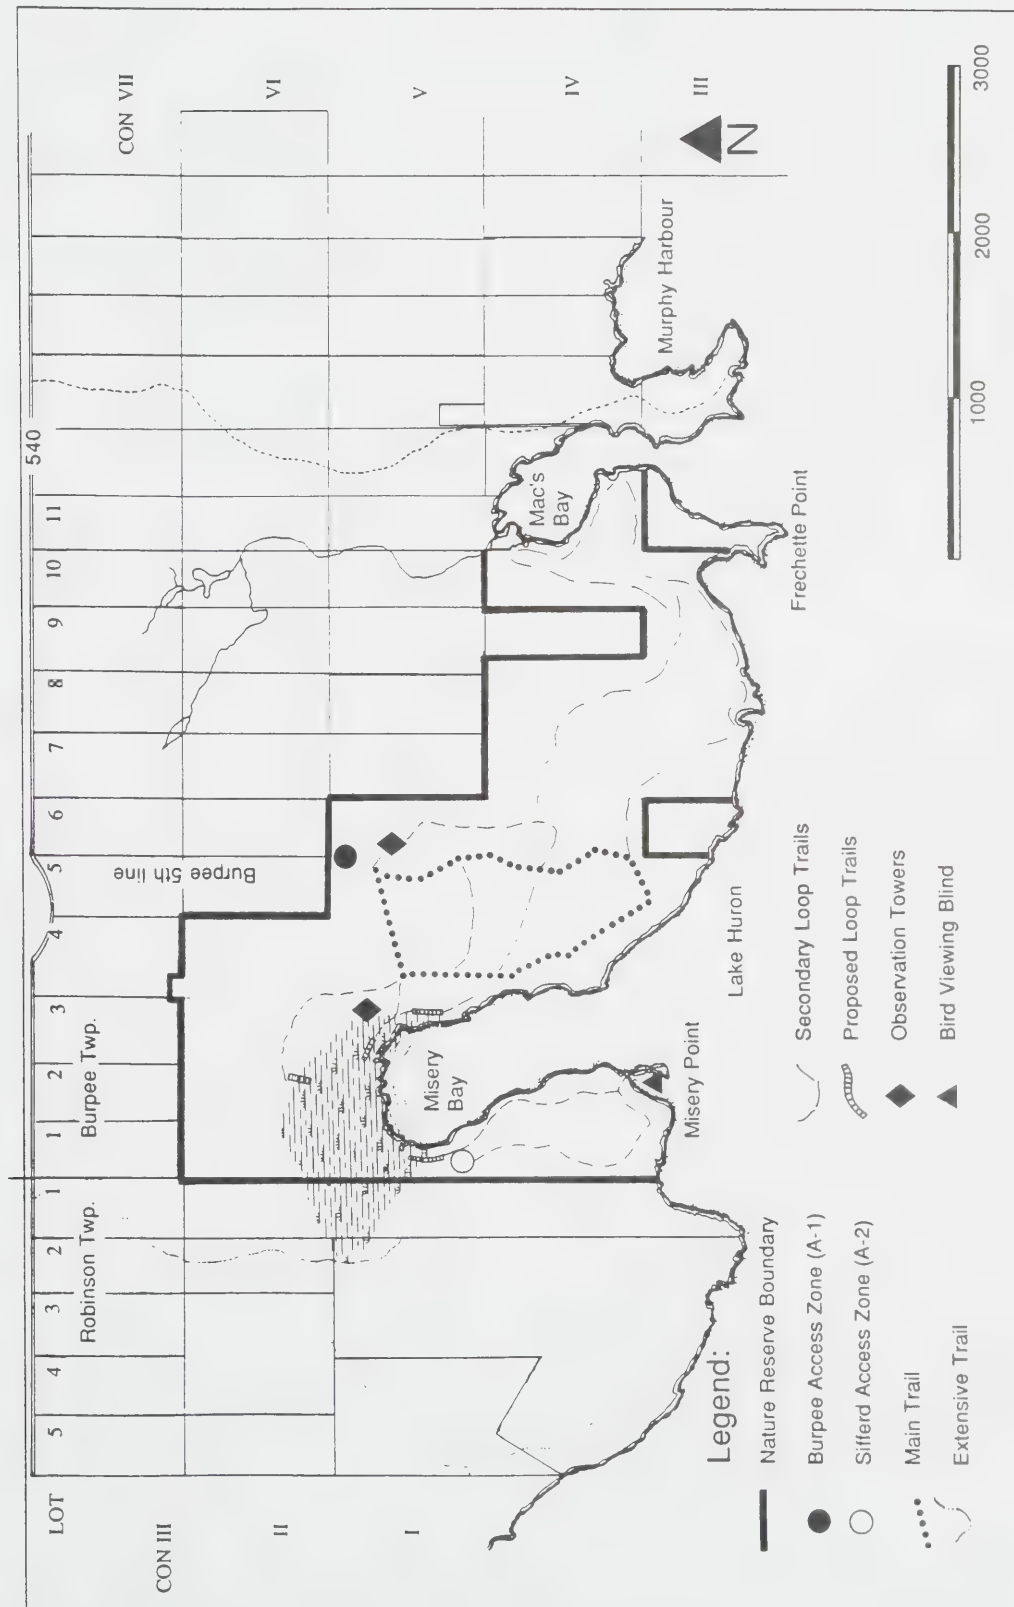 540
LOT
5
4
3
2
1
1
2
3
4
5
6
7
8
9
10
11
Robinson Twp.
Burpee Twp.
Burpee 5th line
CON III
II
I
CON VII
VI
V
IV
III
Misery
Bay
Misery Point
Lake Huron
Mac's
Bay
Frechette Point
Murphy Harbour
N
Legend:
Nature Reserve Boundary
Burpee Access Zone (A-1)
Sifferd Access Zone (A-2)
Main Trail
Extensive Trail
Secondary Loop Trails
Proposed Loop Trails
Observation Towers
Bird Viewing Blind
1000
2000
3000